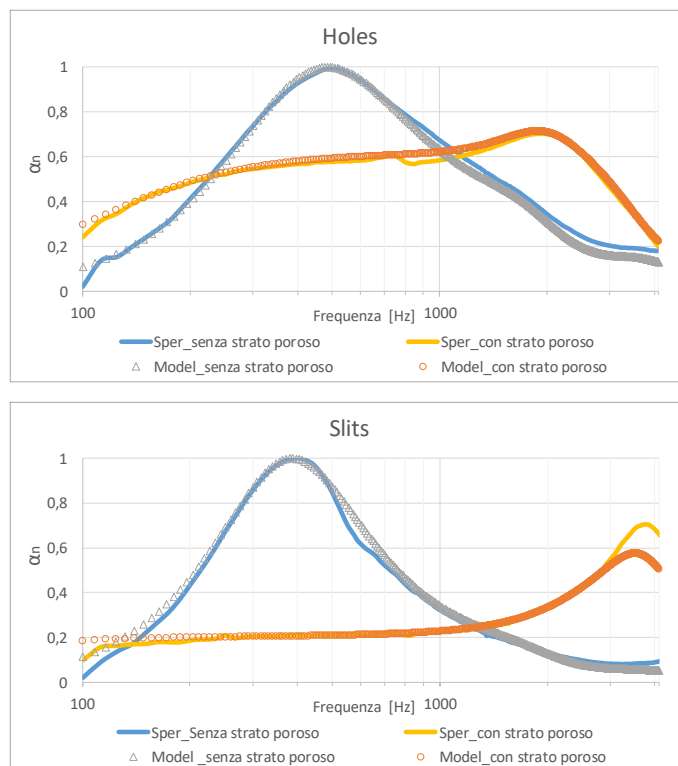 Holes
1
0,8
0,6
0,4
0,2
0
αn
100
Frequenza [Hz]
1000
Sper_senza strato poroso
Sper_con strato poroso
Model_senza strato poroso
Model_con strato poroso
Slits
1
0,8
0,6
0,4
0,2
0
αn
100
Frequenza [Hz]
1000
Sper_Senza strato poroso
Sper_con strato poroso
Model _senza strato poroso
Model_con strato poroso